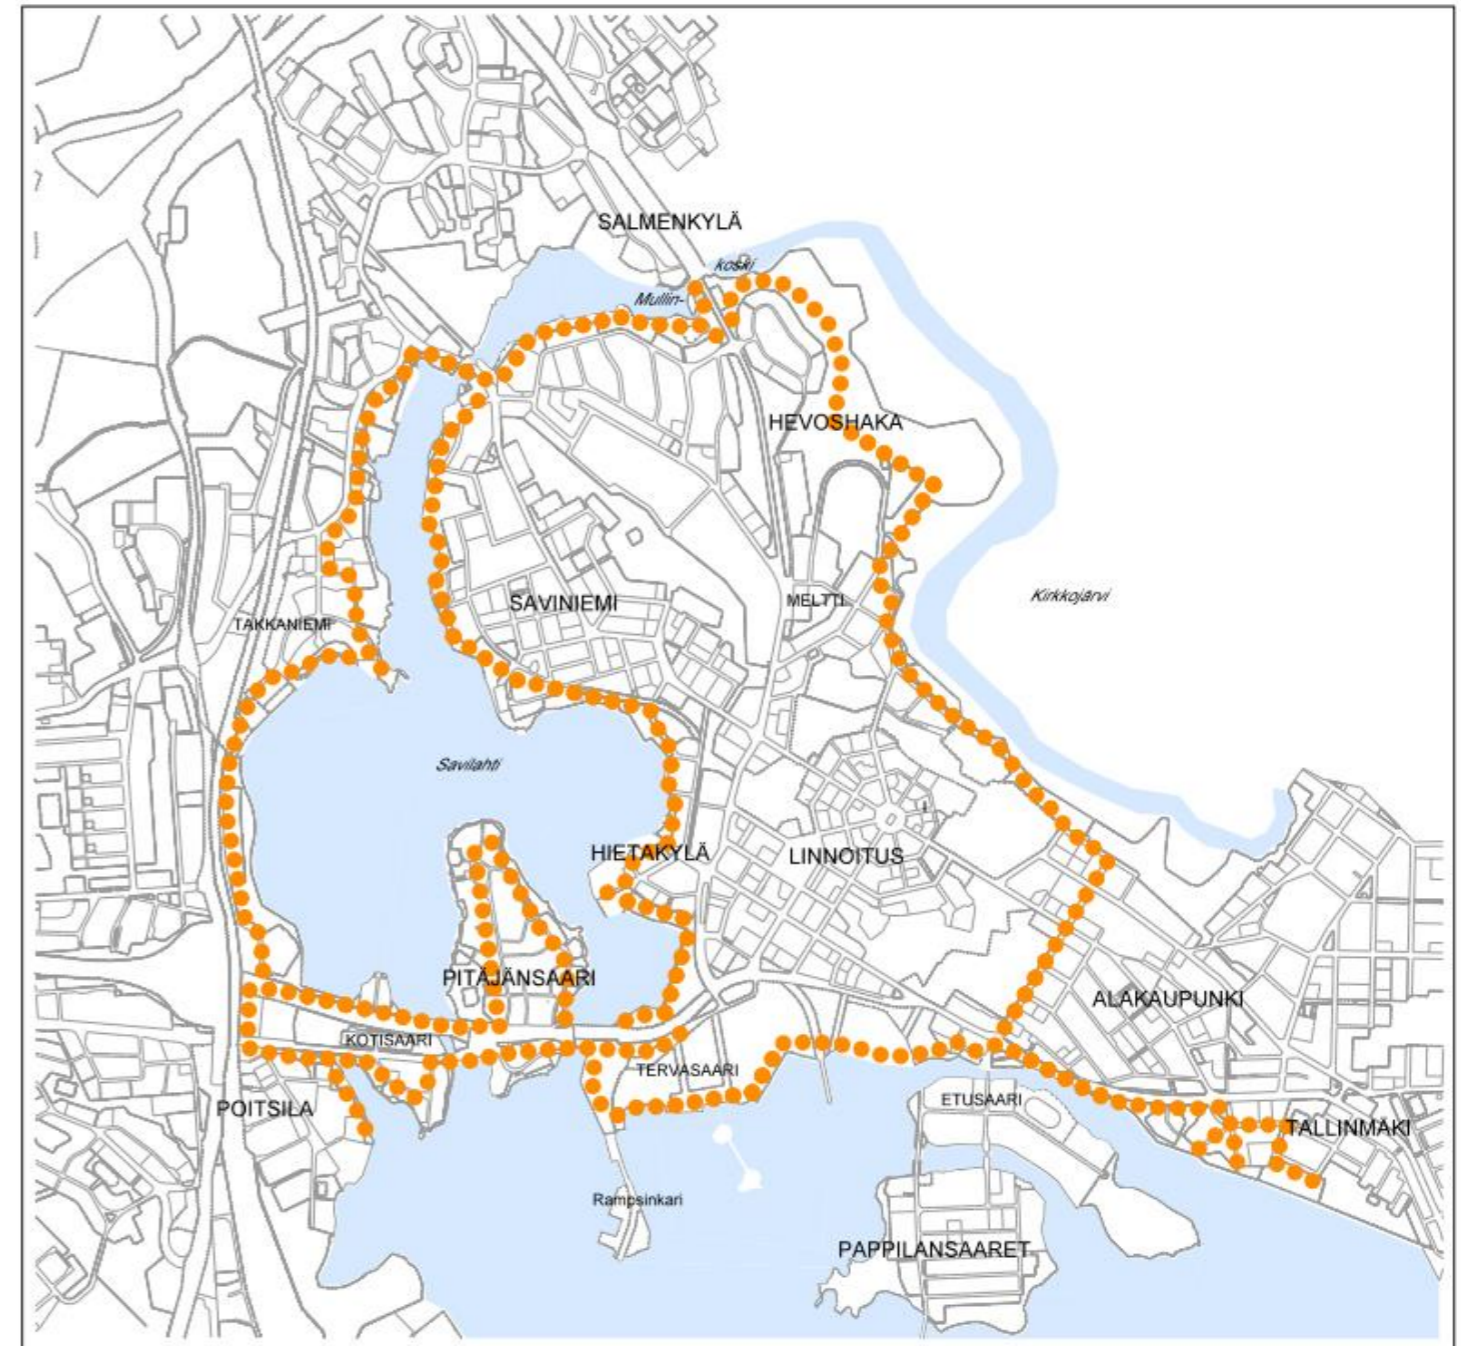 SALMENKYLÄ
koski
Mullin-
HEVOSHAKA
SAVINIEMI
MELTTI
Kirkkojärvi
TAKKANIEMI
Savilahti
HIETAKYLÄ
LINNOITUS
PITÄJÄNSAARI
ALAKAUPUNKI
KOTISAARI
TERVASAARI
POITSILA
ETUSAARI
TALLINMÄKI
Rampsinkari
PAPPILANSAARET